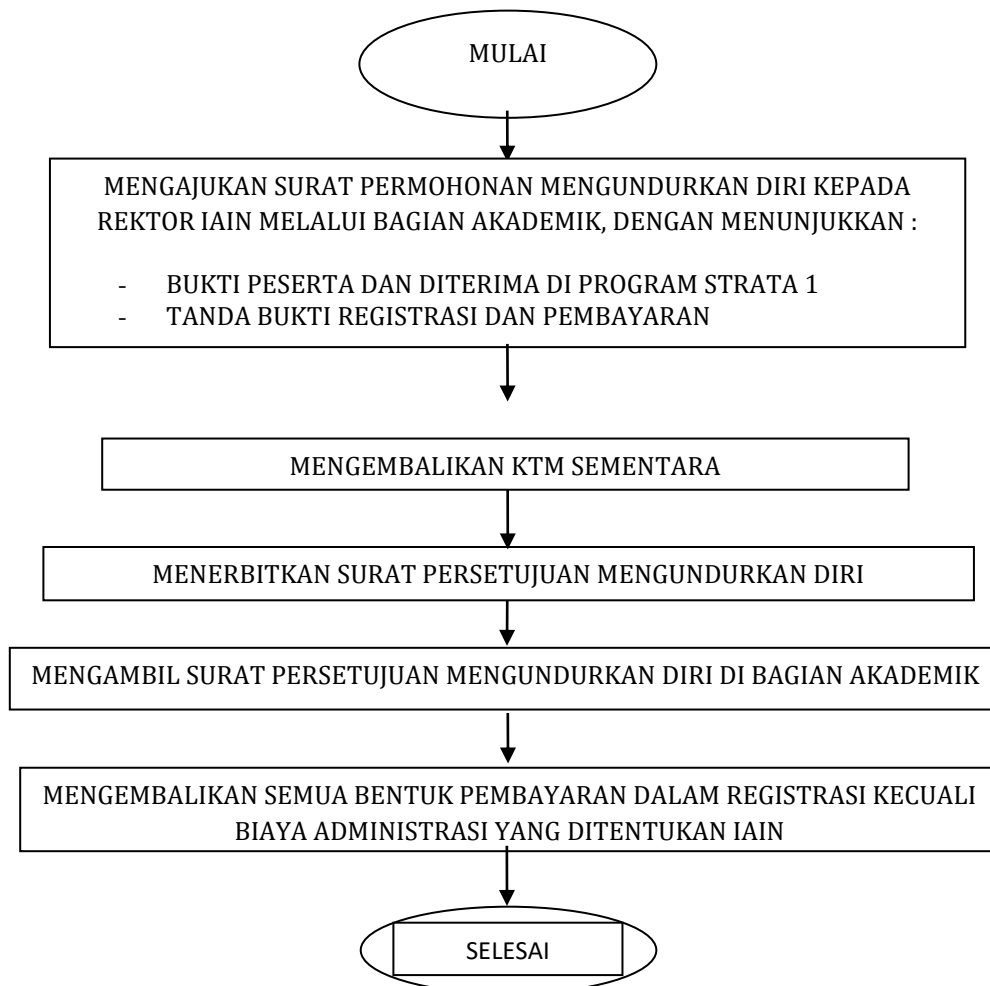 MULAI
MENGAJUKAN SURAT PERMOHONAN MENGUNDURKAN DIRI KEPADA
REKTOR IAIN MELALUI BAGIAN AKADEMIK, DENGAN MENUNJUKKAN :
- BUKTI PESERTA DAN DITERIMA DI PROGRAM STRATA 1
- TANDA BUKTI REGISTRASI DAN PEMBAYARAN
MENGEMBALIKAN KTM SEMENTARA
MENERBITKAN SURAT PERSETUJUAN MENGUNDURKAN DIRI
MENGAMBIL SURAT PERSETUJUAN MENGUNDURKAN DIRI DI BAGIAN AKADEMIK
MENGEMBALIKAN SEMUA BENTUK PEMBAYARAN DALAM REGISTRASI KECUALI
BIAYA ADMINISTRASI YANG DITENTUKAN IAIN
SELESAI